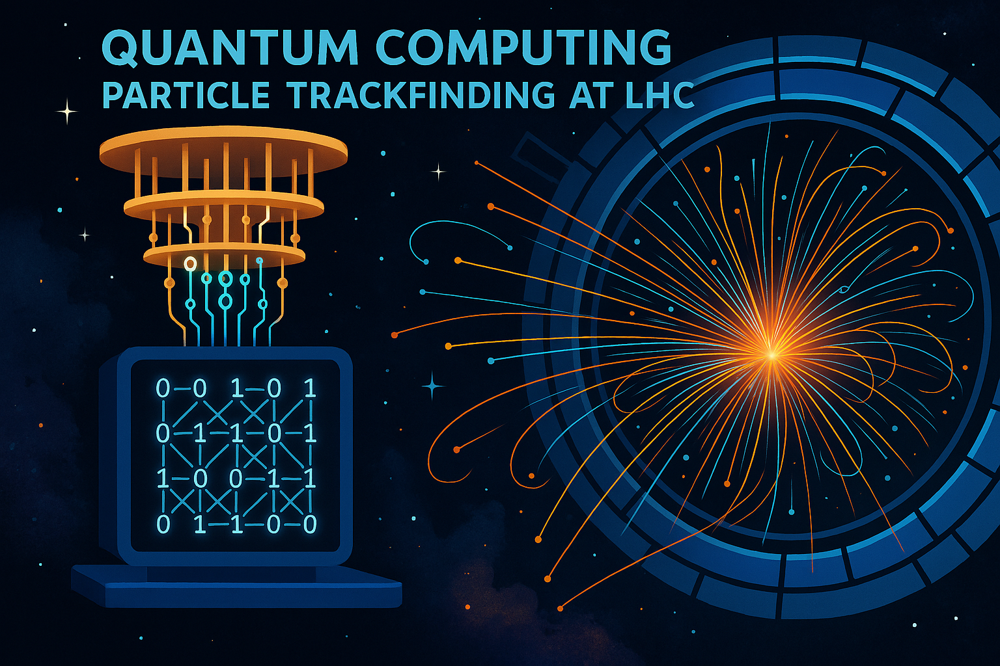 QUANTUM COMPUTING
PARTICLE TRACKFINDING AT LHC
0 0 1 0 1
0 1 1 0 1
1 0 0 1 1
0 1 1 0 0